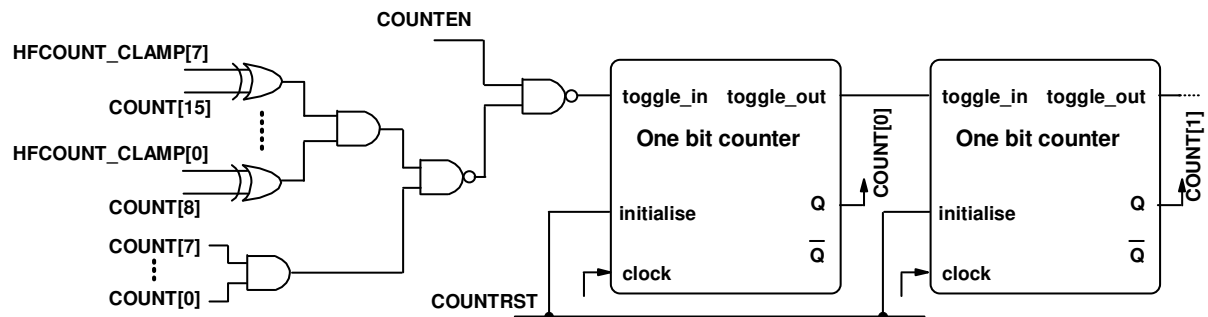 COUNTEN
HFCOUNT_CLAMP[7]
COUNT[15]
HFCOUNT_CLAMP[0]
COUNT[8]
COUNT[7]
COUNT[0]
COUNTRST
toggle_in toggle_out
One bit counter
Q
initialise
Q
clock
COUNT[0]
toggle_in toggle_out
One bit counter
Q
initialise
Q
clock
COUNT[1]